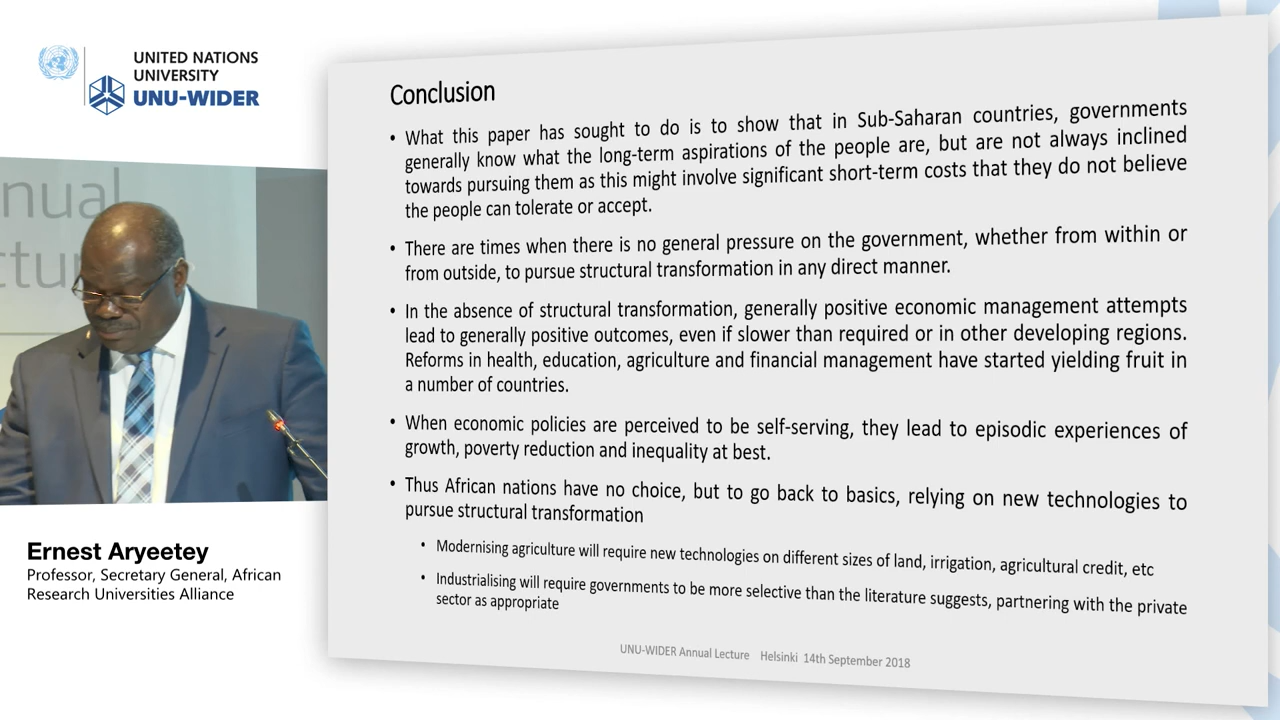 UNITED NATIONS
UNIVERSITY
UNU-WIDER
nual
ctu
Ernest Aryeetey
Professor, Secretary General, African
Research Universities Alliance
Conclusion
• What this paper has sought to do is to show that in Sub-Saharan countries, governments
generally know what the long-term aspirations of the people are, but are not always inclined
towards pursuing them as this might involve significant short-term costs that they do not believe
the people can tolerate or accept.
• There are times when there is no general pressure on the government, whether from within or
from outside, to pursue structural transformation in any direct manner.
• In the absence of structural transformation, generally positive economic management attempts
lead to generally positive outcomes, even if slower than required or in other developing regions.
Reforms in health, education, agriculture and financial management have started yielding fruit in
a number of countries.
• When economic policies are perceived to be self-serving, they lead to episodic experiences of
growth, poverty reduction and inequality at best.
• Thus African nations have no choice, but to go back to basics, relying on new technologies to
pursue structural transformation
• Modernising agriculture will require new technologies on different sizes of land, irrigation, agricultural credit, etc
• Industrialising will require governments to be more selective than the literature suggests, partnering with the private
sector as appropriate
UNU-WIDER Annual Lecture Helsinki 14th September 2018